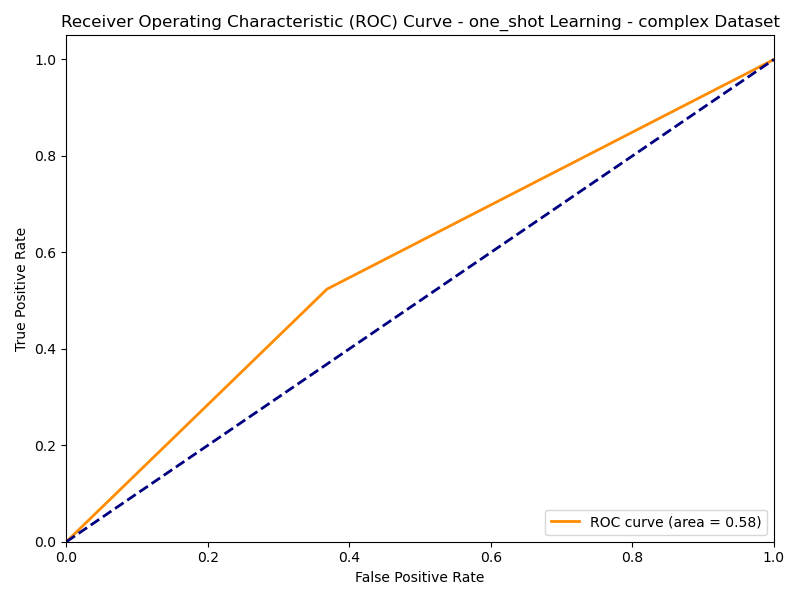 Receiver Operating Characteristic (ROC) Curve - one_shot Learning - complex Dataset
1.0
0.8
0.6
0.4
0.2
0.0
True Positive Rate
ROC curve (area = 0.58)
0.0 0.2 0.4 0.6 0.8 1.0
False Positive Rate